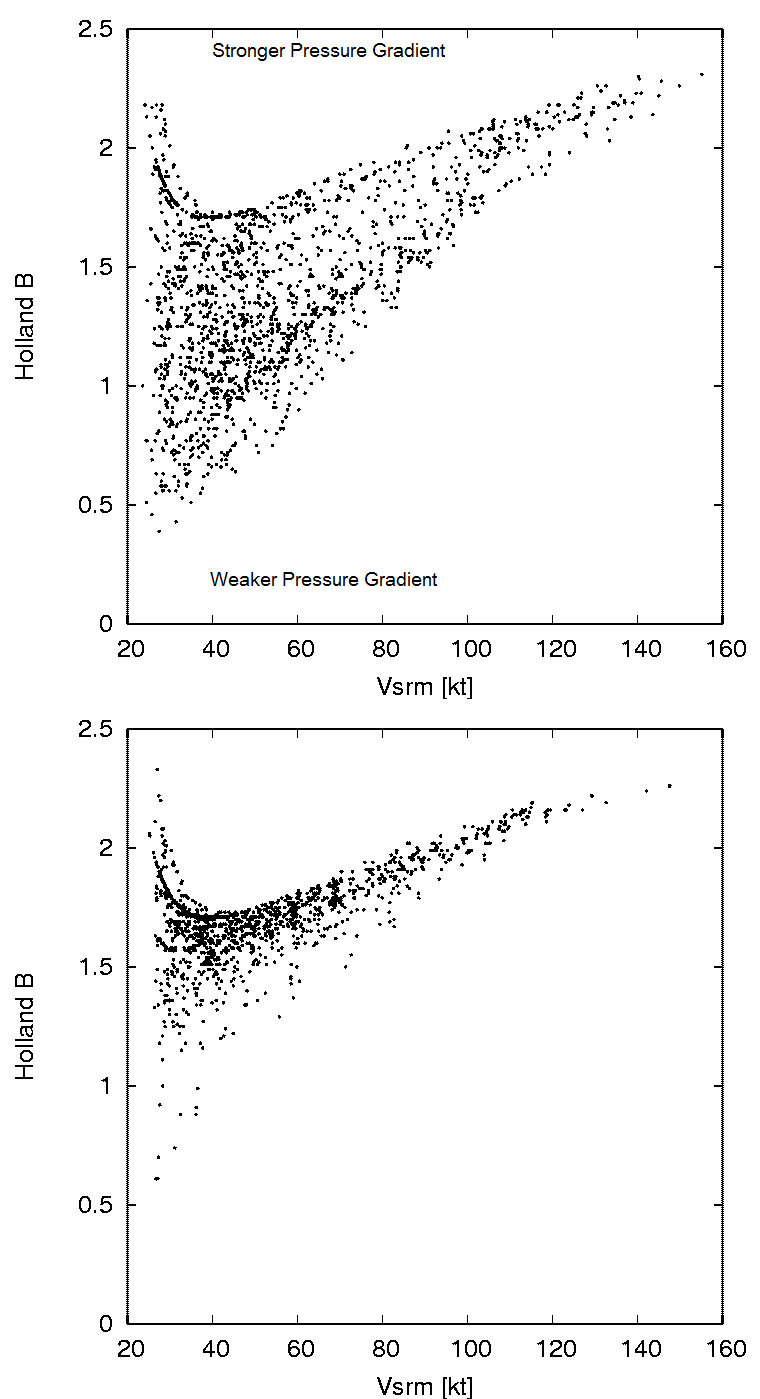 2.5
Stronger Pressure Gradient
2
1.5
Holland B
1
0.5
Weaker Pressure Gradient
0
20 40 60 80 100 120 140 160
Vsrm [kt]
2.5
2
1.5
Holland B
1
0.5
0
20 40 60 80 100 120 140 160
Vsrm [kt]